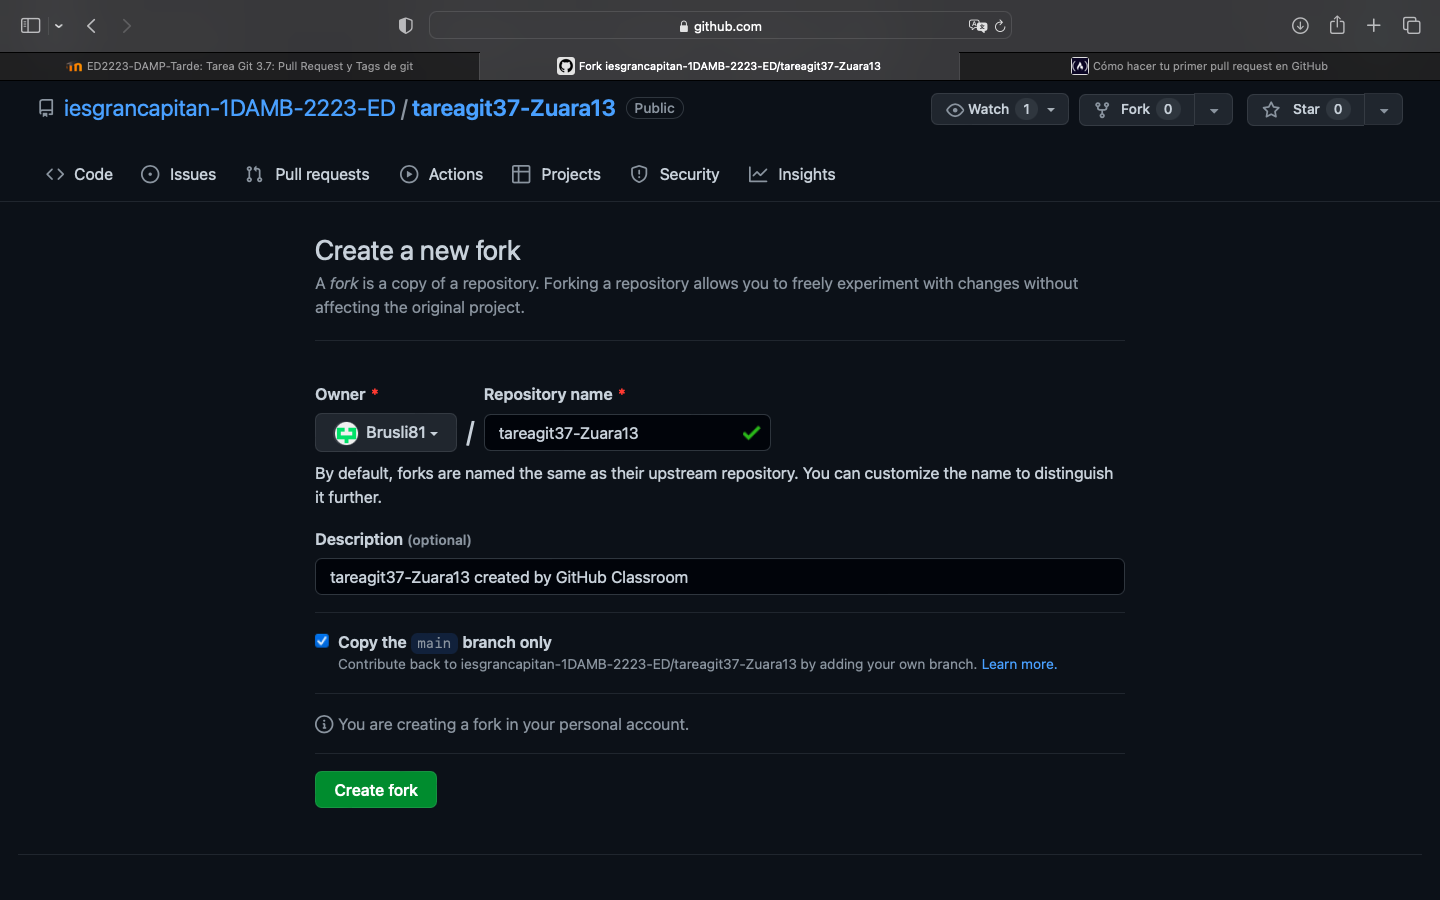 github.com
ED2223-DAMP-Tarde: Tarea Git 3.7: Pull Request y Tags de git
Fork iesgrancapitan-1DAMB-2223-ED/tareagit37-Zuara13
Cómo hacer tu primer pull request en GitHub
iesgrancapitan-1DAMB-2223-ED / tareagit37-Zuara13 Public
Watch 1 Fork 0 Star 0
Code Issues Pull requests Actions Projects Security Insights
Create a new fork
A fork is a copy of a repository. Forking a repository allows you to freely experiment with changes without
affecting the original project.
Owner * Repository name *
Brusli81 / tareagit37-Zuara13
By default, forks are named the same as their upstream repository. You can customize the name to distinguish
it further.
Description (optional)
tareagit37-Zuara13 created by GitHub Classroom
Copy the main branch only
Contribute back to iesgrancapitan-1DAMB-2223-ED/tareagit37-Zuara13 by adding your own branch. Learn more.
You are creating a fork in your personal account.
Create fork